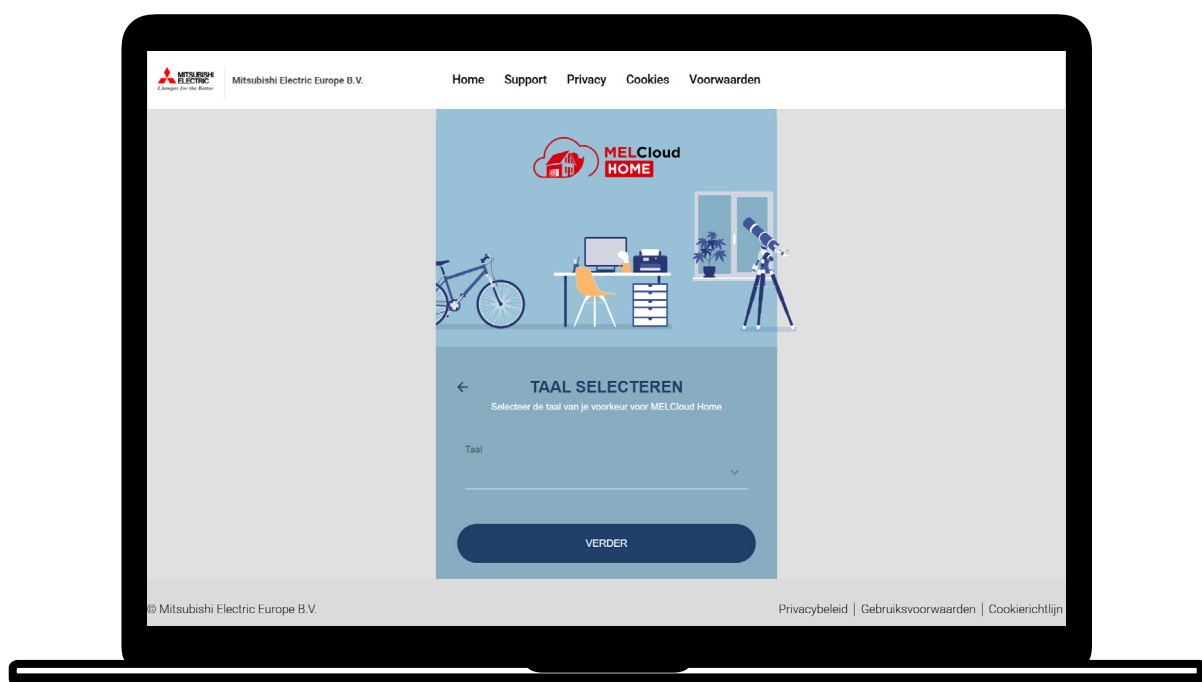 MITSUBISHI
ELECTRIC
Changes for the Better
Mitsubishi Electric Europe B.V.
Home Support Privacy Cookies Voorwaarden
MELCloud
HOME
TAAL SELECTEREN
Selecteer de taal van je voorkeur voor MELCloud Home
Taal
VERDER
© Mitsubishi Electric Europe B.V.
Privacybeleid | Gebruiksvoorwaarden | Cookierichtlijn